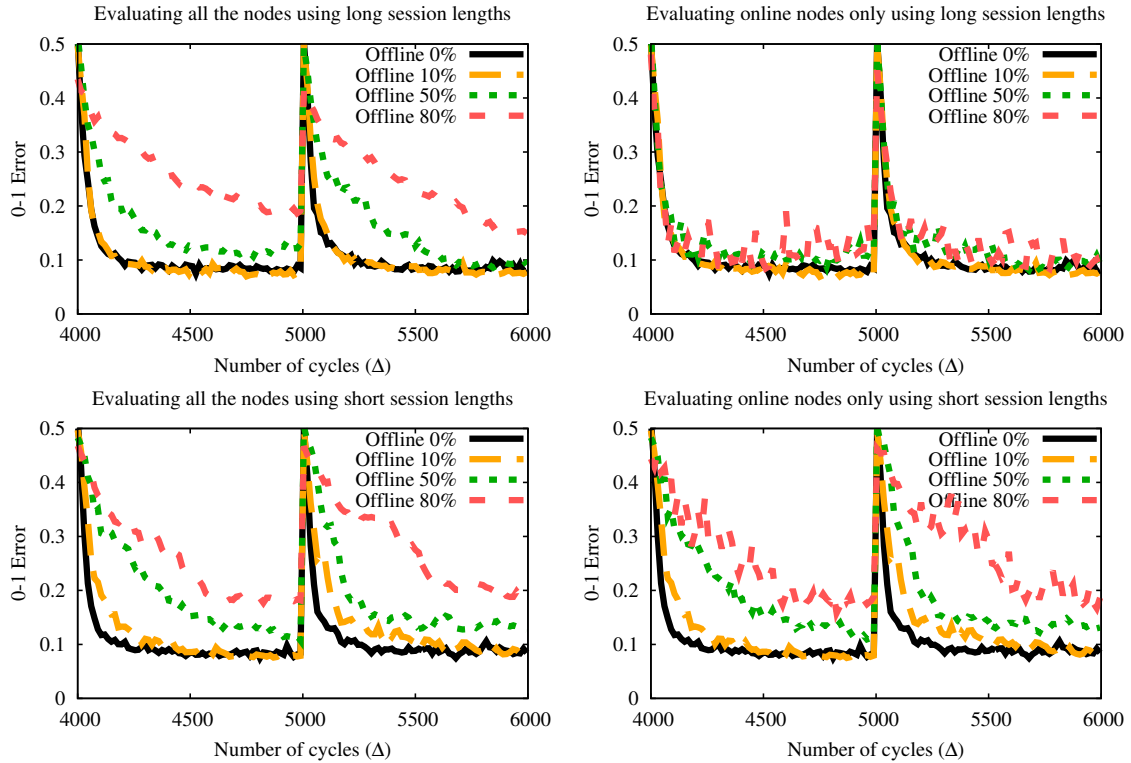 Evaluating all the nodes using long session lengths
0.5
0.4
0.3
0.2
0.1
0
0-1 Error
Offline 0%
Offline 10%
Offline 50%
Offline 80%
4000 4500 5000 5500 6000
Number of cycles (Δ)
Evaluating online nodes only using long session lengths
0.5
0.4
0.3
0.2
0.1
0
0-1 Error
Offline 0%
Offline 10%
Offline 50%
Offline 80%
4000 4500 5000 5500 6000
Number of cycles (Δ)
Evaluating all the nodes using short session lengths
0.5
0.4
0.3
0.2
0.1
0
0-1 Error
Offline 0%
Offline 10%
Offline 50%
Offline 80%
4000 4500 5000 5500 6000
Number of cycles (Δ)
Evaluating online nodes only using short session lengths
0.5
0.4
0.3
0.2
0.1
0
0-1 Error
Offline 0%
Offline 10%
Offline 50%
Offline 80%
4000 4500 5000 5500 6000
Number of cycles (Δ)